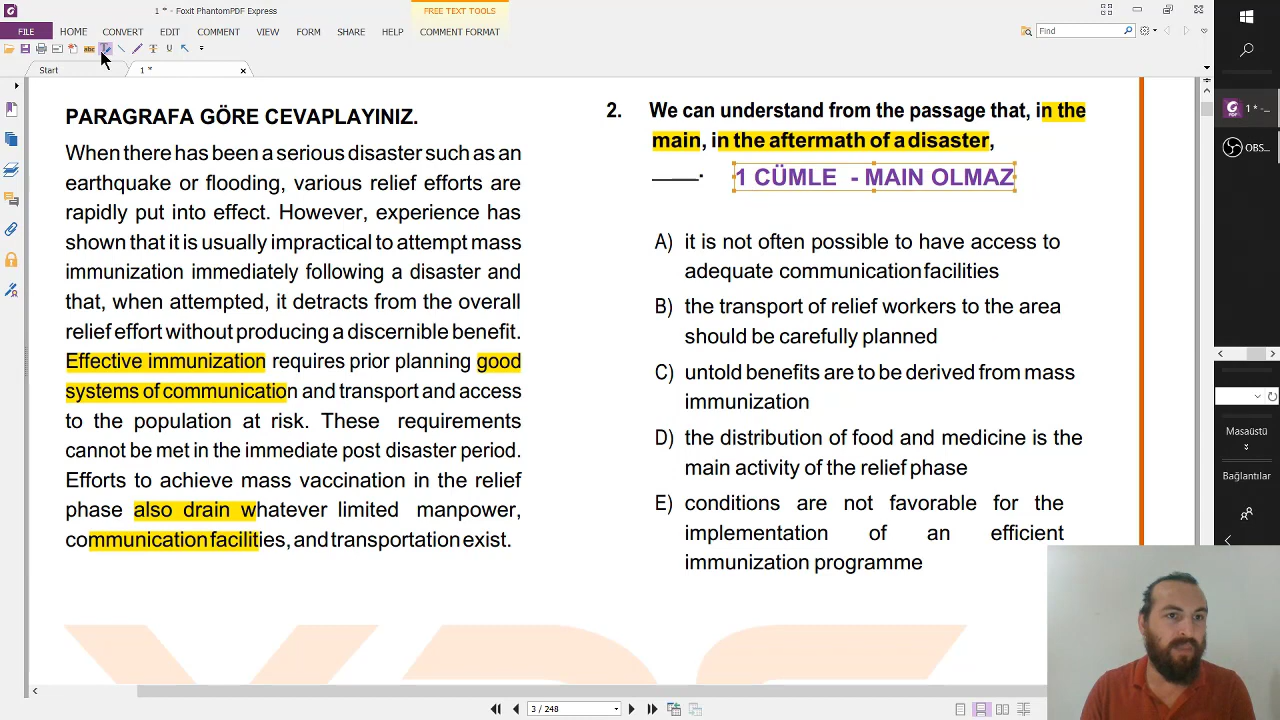 1 * - Foxit PhantomPDF Express
FREE TEXT TOOLS
FILE HOME CONVERT EDIT COMMENT VIEW FORM SHARE HELP COMMENT FORMAT
Find
abc
Start
1 *
PARAGRAFA GÖRE CEVAPLAYINIZ.
When there has been a serious disaster such as an
earthquake or flooding, various relief efforts are
rapidly put into effect. However, experience has
shown that it is usually impractical to attempt mass
immunization immediately following a disaster and
that, when attempted, it detracts from the overall
relief effort without producing a discernible benefit.
Effective immunization requires prior planning good
systems of communication and transport and access
to the population at risk. These requirements
cannot be met in the immediate post disaster period.
Efforts to achieve mass vaccination in the relief
phase also drain whatever limited manpower,
communication facilities, and transportation exist.
2. We can understand from the passage that, in the
main, in the aftermath of a disaster,
____.
1 CÜMLE - MAIN OLMAZ
A) it is not often possible to have access to
adequate communication facilities
B) the transport of relief workers to the area
should be carefully planned
C) untold benefits are to be derived from mass
immunization
D) the distribution of food and medicine is the
main activity of the relief phase
E) conditions are not favorable for the
implementation of an efficient
immunization programme
3 / 248
1 * -...
OBS...
Masaüstü
Bağlantılar